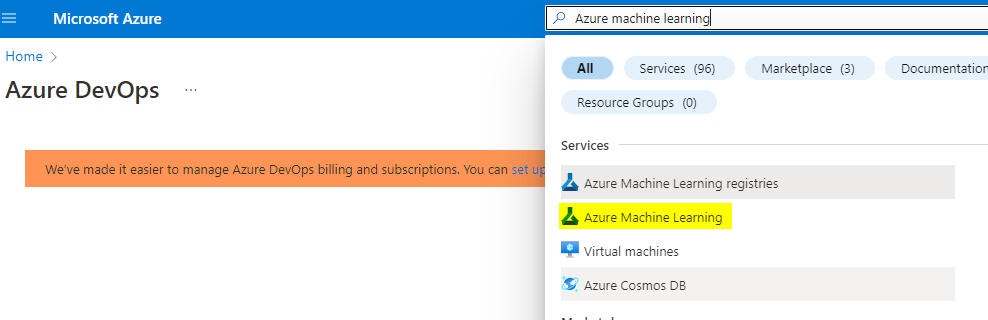 Microsoft Azure
Azure machine learning
Home
All
Services (96)
Marketplace (3)
Documentation
Azure DevOps
...
Resource Groups (0)
Services
We've made it easier to manage Azure DevOps billing and subscriptions. You can set up
Azure Machine Learning registries
Azure Machine Learning
Virtual machines
Azure Cosmos DB